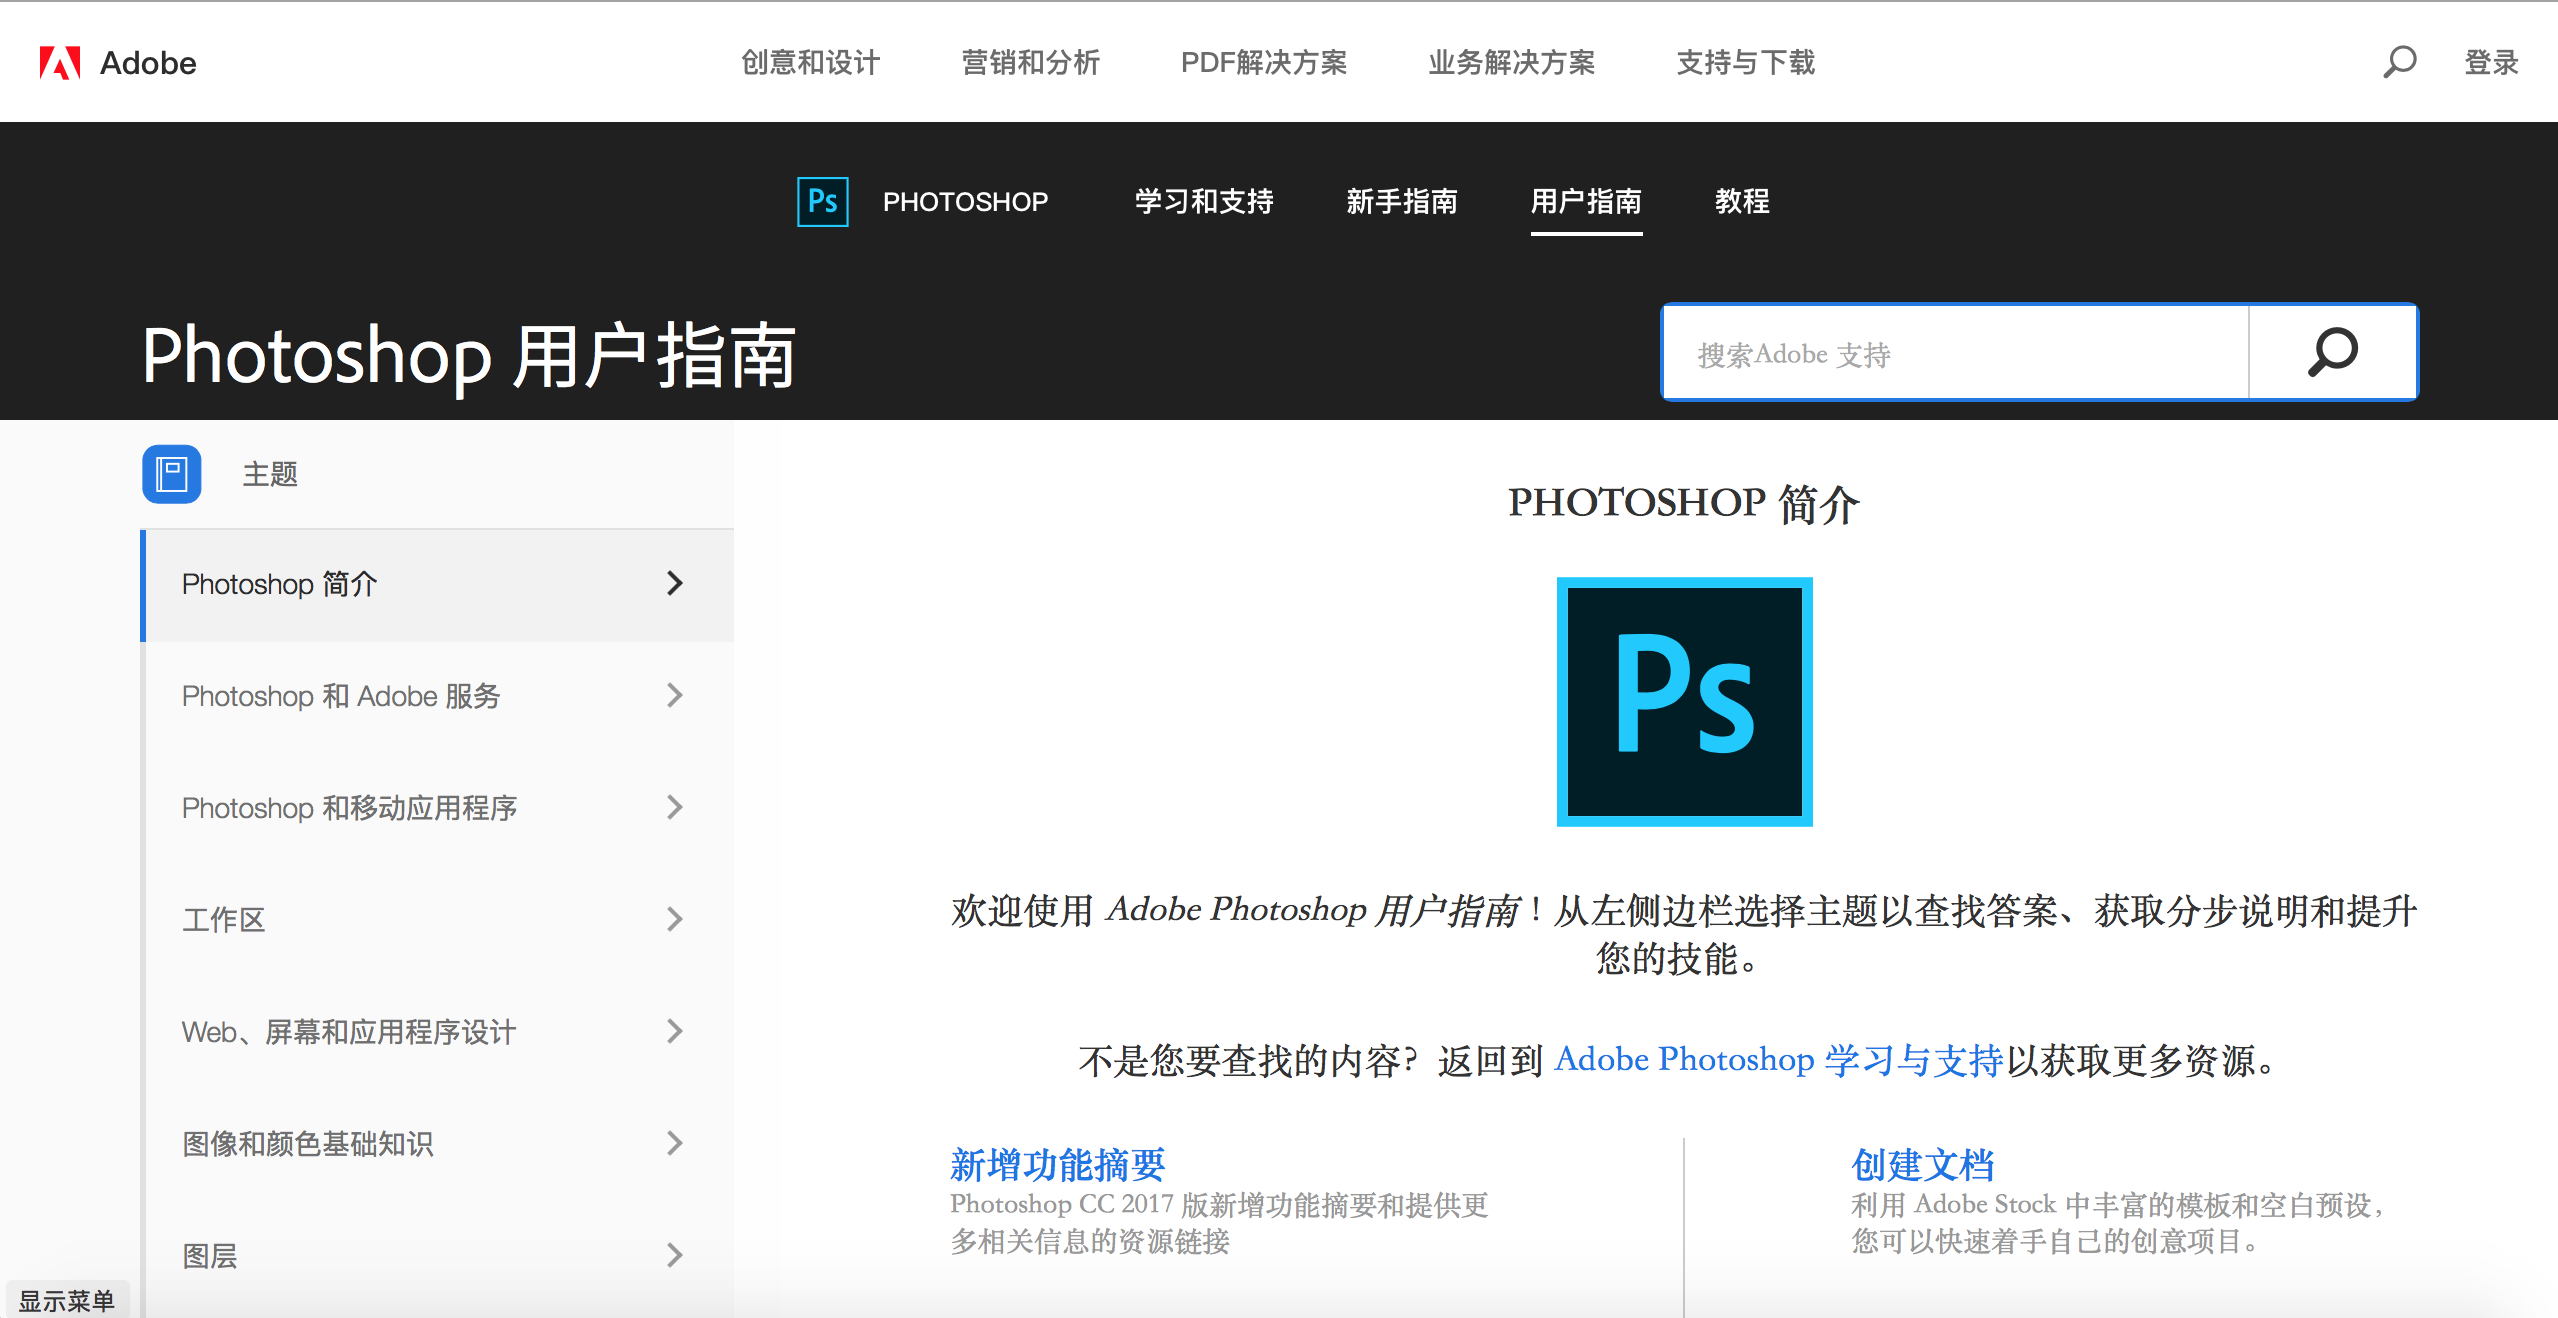 Adobe
创意和设计
营销和分析
PDF解决方案
业务解决方案
支持与下载
登录
Ps
PHOTOSHOP
学习和支持
新手指南
用户指南
教程
Photoshop 用户指南
搜索Adobe 支持
主题
Photoshop 简介
Photoshop 和 Adobe 服务
Photoshop 和移动应用程序
工作区
Web、屏幕和应用程序设计
图像和颜色基础知识
图层
显示菜单
PHOTOSHOP 简介
Ps
欢迎使用 Adobe Photoshop 用户指南！从左侧边栏选择主题以查找答案、获取分步说明和提升
您的技能。
不是您要查找的内容？返回到 Adobe Photoshop 学习与支持以获取更多资源。
新增功能摘要
Photoshop CC 2017 版新增功能摘要和提供更
多相关信息的资源链接
创建文档
利用 Adobe Stock 中丰富的模板和空白预设，
您可以快速着手自己的创意项目。